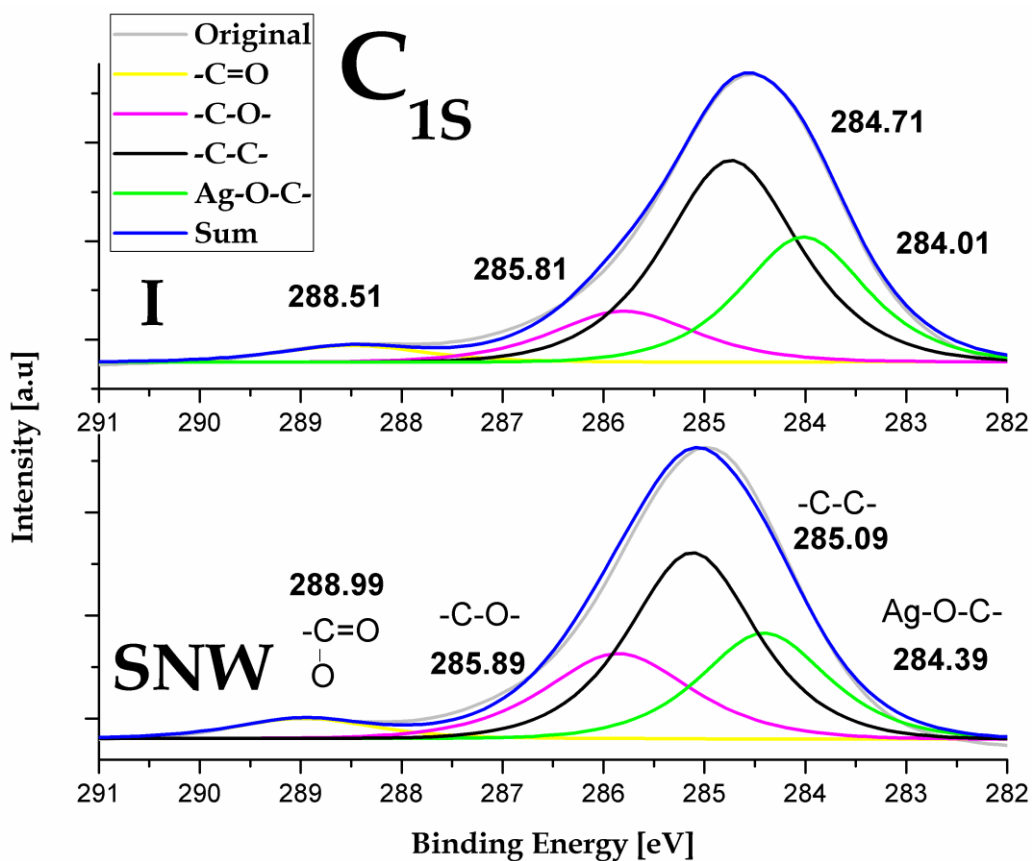 Original
-C=O
-C-O-
-C-C-
Ag-O-C-
Sum
C1S
I
288.51
285.81
284.71
284.01
291 290 289 288 287 286 285 284 283 282
Intensity [a.u]
SNW
288.99
-C=O
O
-C-O-
285.89
-C-C-
285.09
Ag-O-C-
284.39
291 290 289 288 287 286 285 284 283 282
Binding Energy [eV]